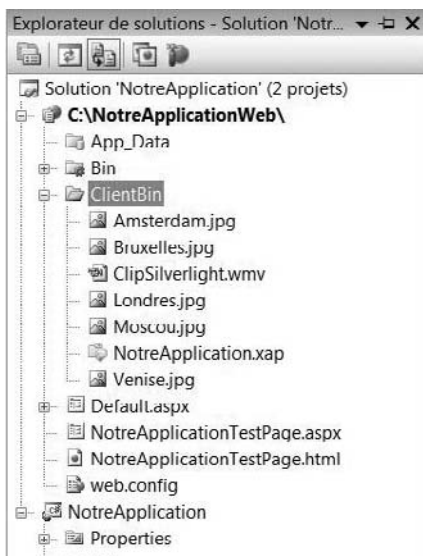 Explorateur de solutions - Solution 'Notr...
Solution 'NotreApplication' (2 projets)
C:\NotreApplicationWeb\
App_Data
Bin
ClientBin
Amsterdam.jpg
Bruxelles.jpg
ClipSilverlight.wmv
Londres.jpg
Moscou.jpg
NotreApplication.xap
Venise.jpg
Default.aspx
NotreApplicationTestPage.aspx
NotreApplicationTestPage.html
web.config
NotreApplication
Properties